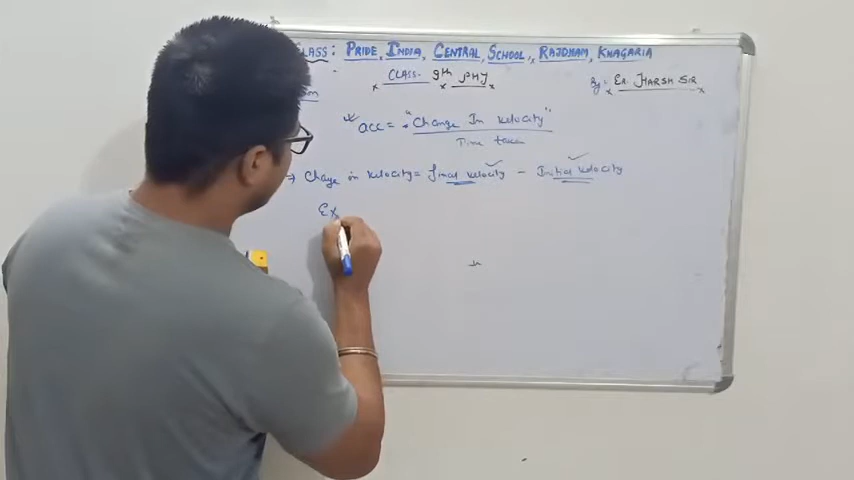 CLASS: PRIDE INDIA, CENTRAL SCHOOL, RAJDHAM, KHAGARIA
CLASS- 9th PHY
By:- Er. HARSH SIR
acc = "Change In Velocity"
Time taken
→ Change in velocity = final velocity - Initial velocity
Ex